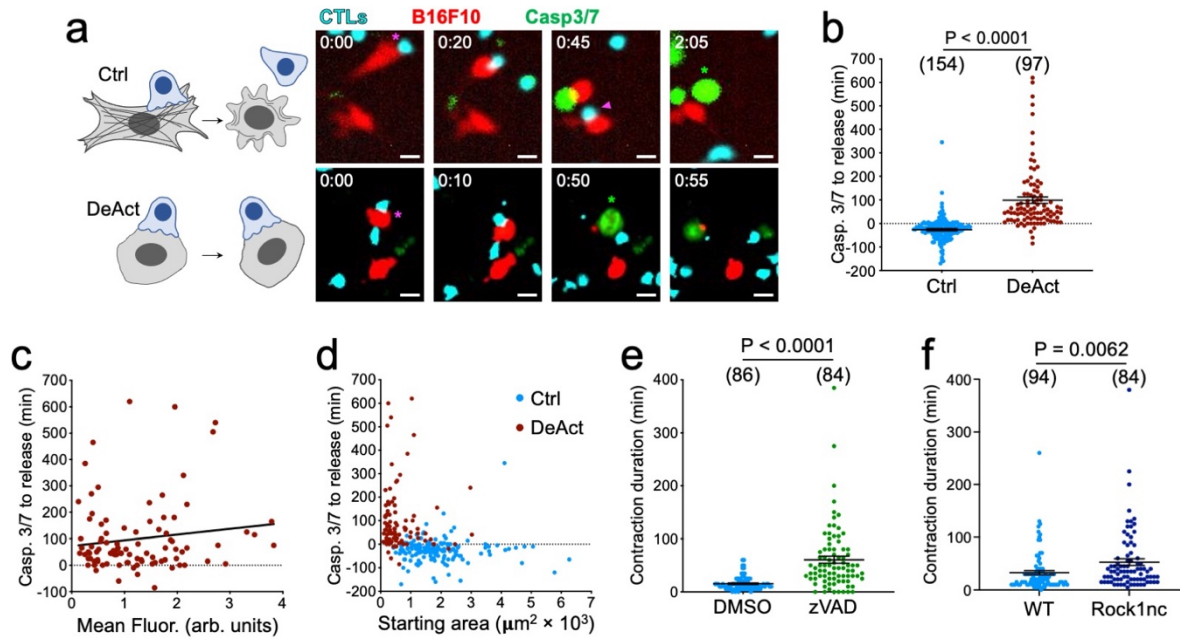 a
CTLs B16F10 Casp3/7
Ctrl
0:00 0:20 0:45 2:05
* *
DeAct
0:00 0:10 0:50 0:55
* *
b
P < 0.0001
(154) (97)
Casp. 3/7 to release (min)
700
600
500
400
300
200
100
0
-100
-200
Ctrl DeAct
c
Casp. 3/7 to release (min)
700
600
500
400
300
200
100
0
-100
0 1 2 3 4
Mean Fluor. (arb. units)
d
Casp. 3/7 to release (min)
700
600
500
400
300
200
100
0
-100
-200
Ctrl
DeAct
0 1 2 3 4 5 6 7
Starting area (μm² × 10³)
e
P < 0.0001
(86) (84)
Contraction duration (min)
400
300
200
100
0
DMSO zVAD
f
P = 0.0062
(94) (84)
Contraction duration (min)
400
300
200
100
0
WT Rock1nc